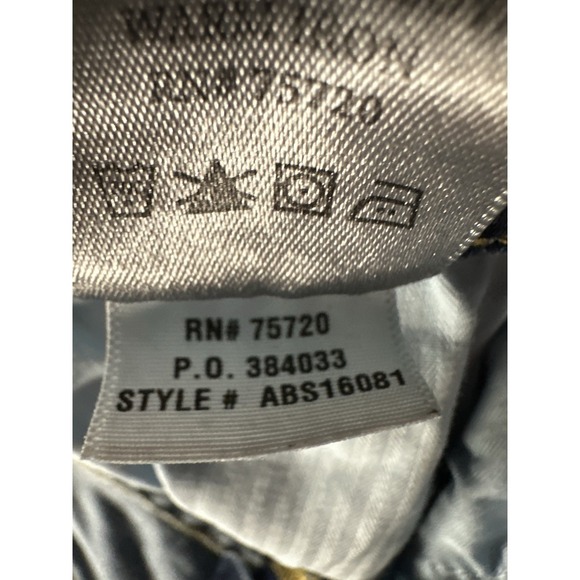 WARM IRON
RN# 75720
RN# 75720
P.O. 384033
STYLE # ABS16081